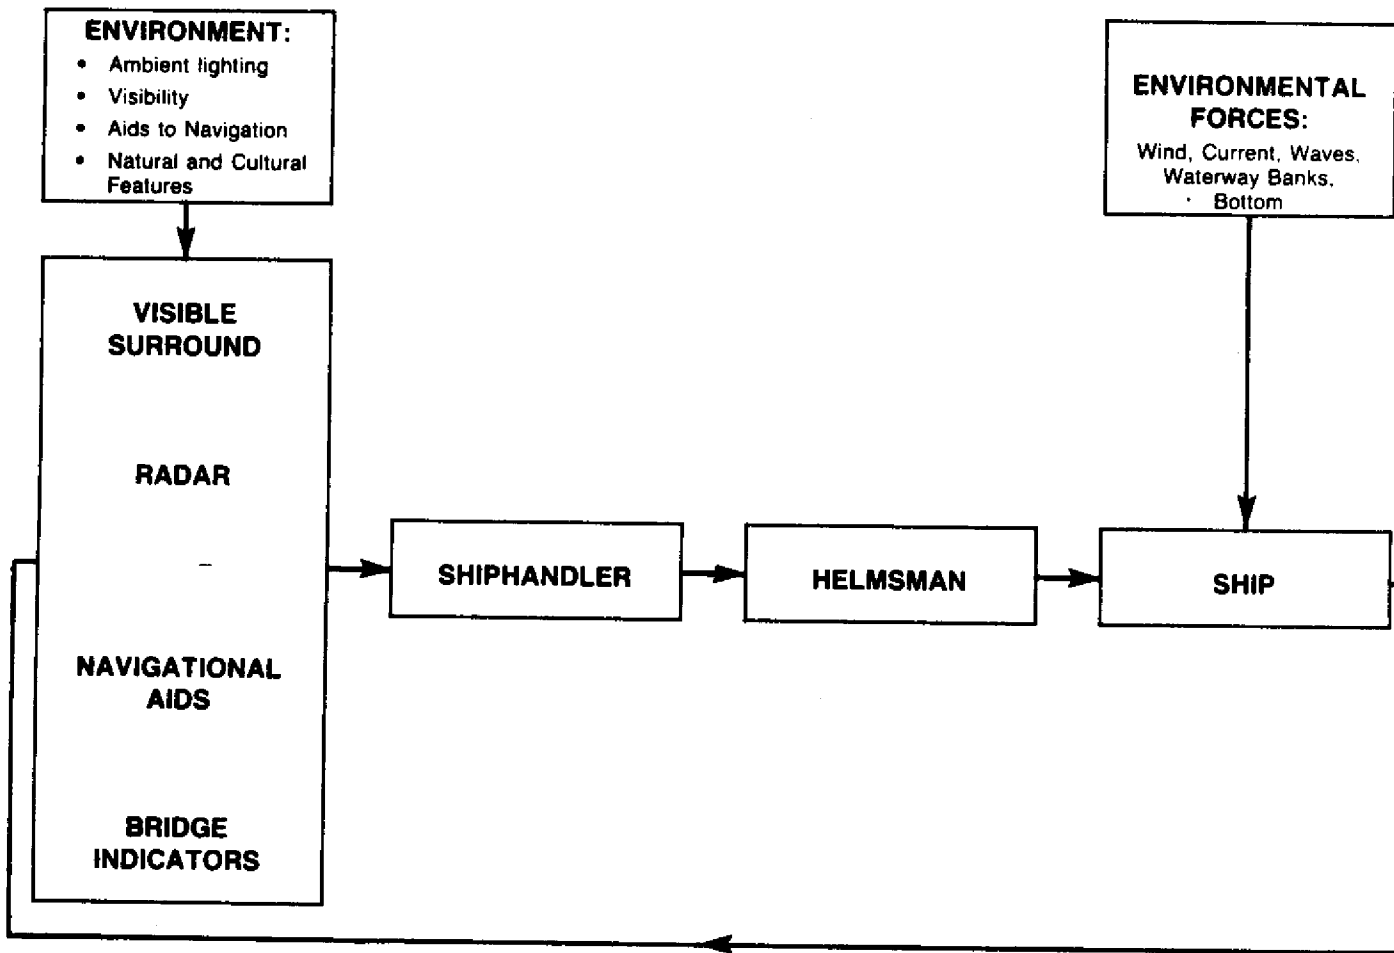 ENVIRONMENT:
• Ambient lighting
• Visibility
• Aids to Navigation
• Natural and Cultural
Features
ENVIRONMENTAL
FORCES:
Wind, Current, Waves,
Waterway Banks,
Bottom
VISIBLE
SURROUND
RADAR
NAVIGATIONAL
AIDS
BRIDGE
INDICATORS
SHIPHANDLER
HELMSMAN
SHIP